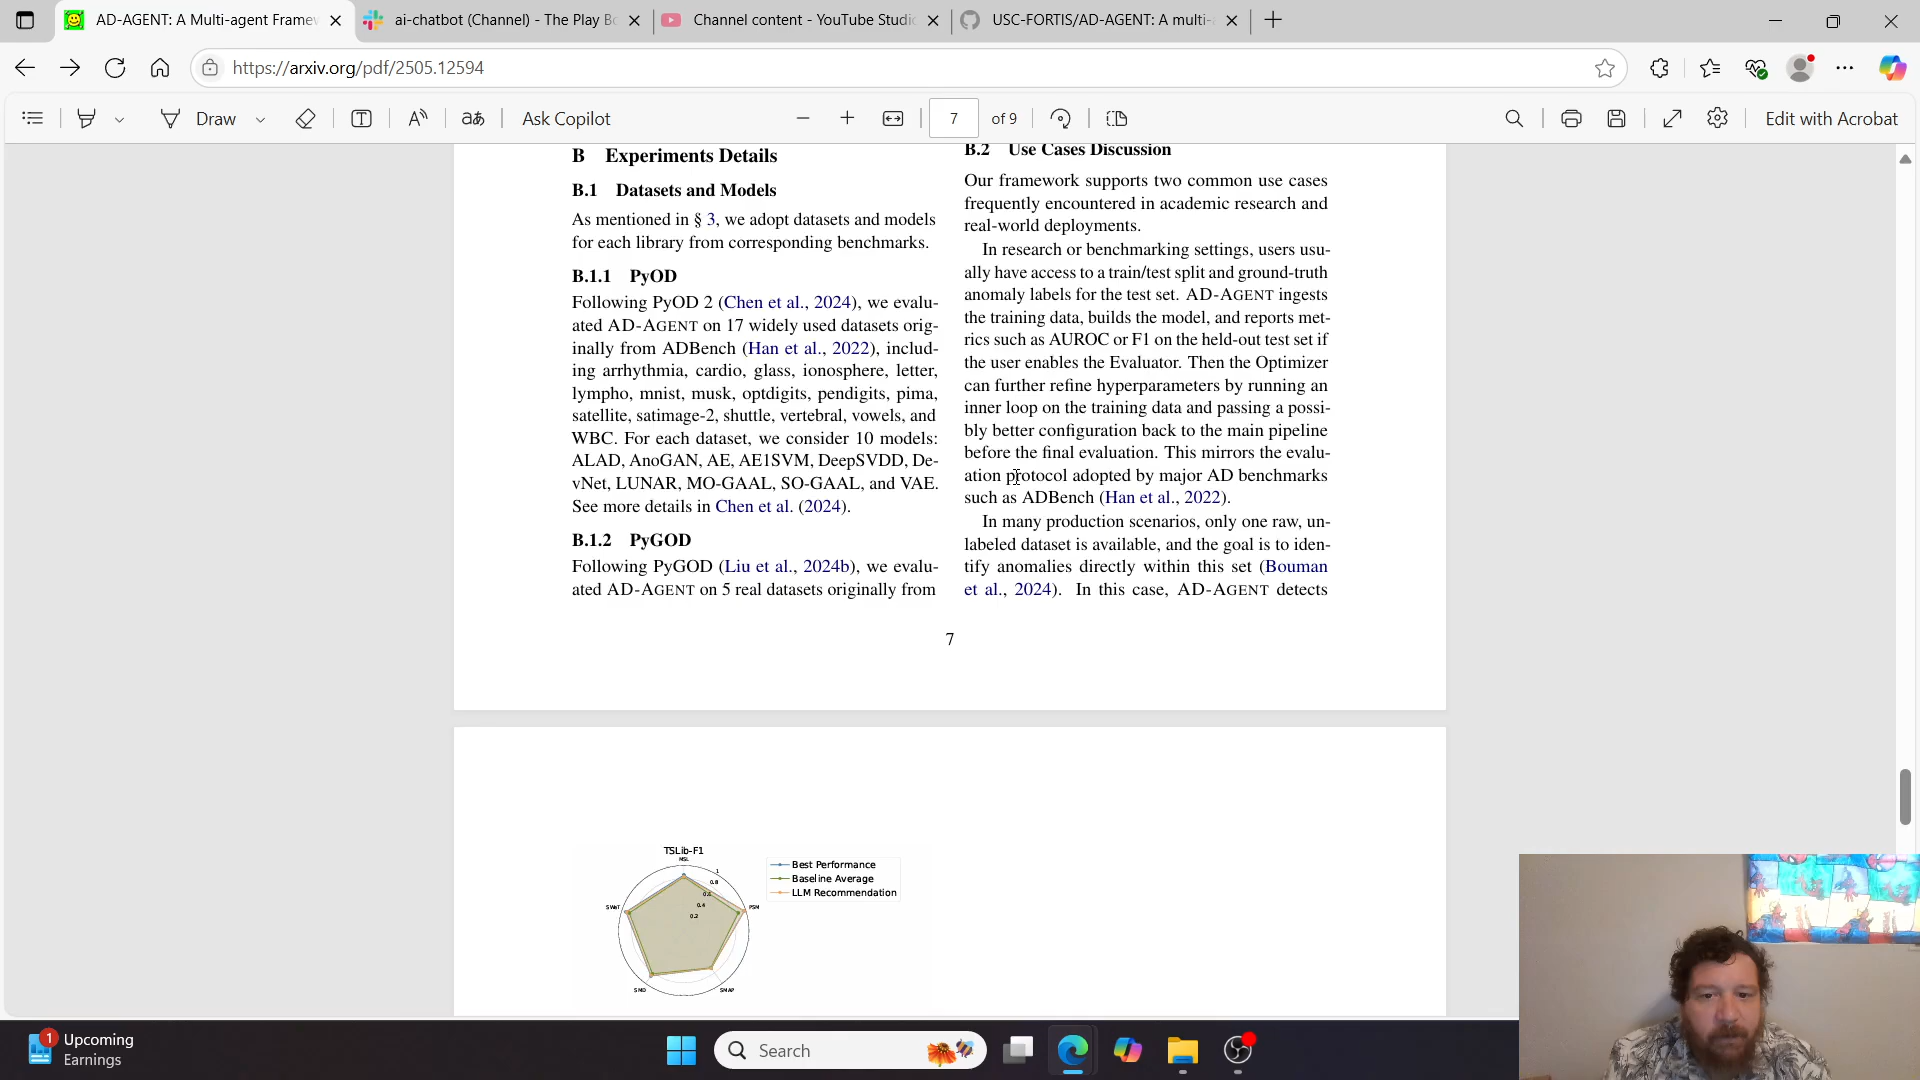 AD-AGENT: A Multi-agent Framew
ai-chatbot (Channel) - The Play Bo
Channel content - YouTube Studio
USC-FORTIS/AD-AGENT: A multi-
https://arxiv.org/pdf/2505.12594
Draw
Ask Copilot
7
of 9
Edit with Acrobat
B Experiments Details
B.1 Datasets and Models
As mentioned in § 3, we adopt datasets and models
for each library from corresponding benchmarks.
B.1.1 PyOD
Following PyOD 2 (Chen et al., 2024), we evalu-
ated AD-AGENT on 17 widely used datasets orig-
inally from ADBench (Han et al., 2022), includ-
ing arrhythmia, cardio, glass, ionosphere, letter,
lympho, mnist, musk, optdigits, pendigits, pima,
satellite, satimage-2, shuttle, vertebral, vowels, and
WBC. For each dataset, we consider 10 models:
ALAD, AnoGAN, AE, AE1SVM, DeepSVDD, De-
vNet, LUNAR, MO-GAAL, SO-GAAL, and VAE.
See more details in Chen et al. (2024).
B.1.2 PyGOD
Following PyGOD (Liu et al., 2024b), we evalu-
ated AD-AGENT on 5 real datasets originally from
B.2 Use Cases Discussion
Our framework supports two common use cases
frequently encountered in academic research and
real-world deployments.
In research or benchmarking settings, users usu-
ally have access to a train/test split and ground-truth
anomaly labels for the test set. AD-AGENT ingests
the training data, builds the model, and reports met-
rics such as AUROC or F1 on the held-out test set if
the user enables the Evaluator. Then the Optimizer
can further refine hyperparameters by running an
inner loop on the training data and passing a possi-
bly better configuration back to the main pipeline
before the final evaluation. This mirrors the evalu-
ation protocol adopted by major AD benchmarks
such as ADBench (Han et al., 2022).
In many production scenarios, only one raw, un-
labeled dataset is available, and the goal is to iden-
tify anomalies directly within this set (Bouman
et al., 2024). In this case, AD-AGENT detects
7
TSLib-F1
MSL
1
0.8
0.4
0.2
PSM
SMAP
SMD
SWaT
Best Performance
Baseline Average
LLM Recommendation
1
Upcoming
Earnings
Search